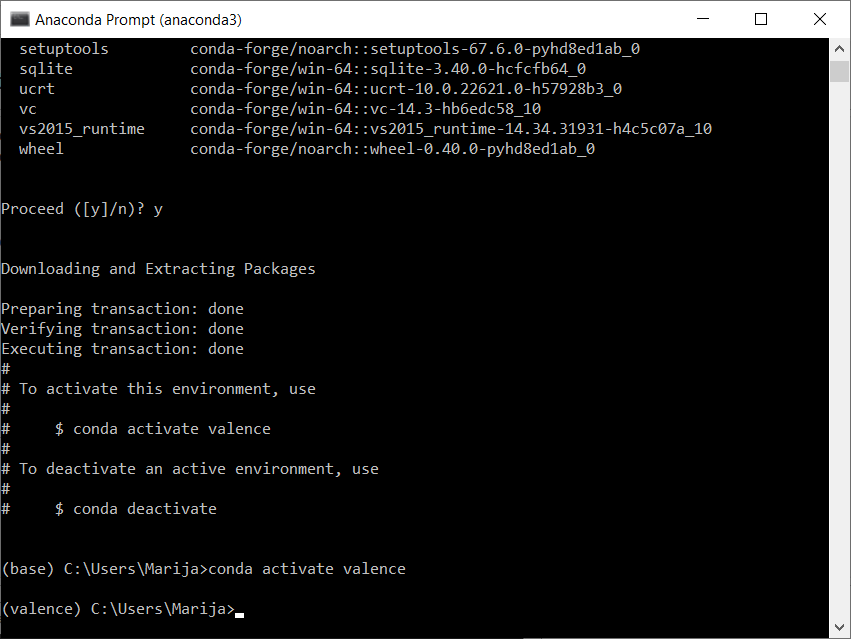 Anaconda Prompt (anaconda3)
setuptools conda-forge/noarch::setuptools-67.6.0-pyhd8ed1ab_0
sqlite conda-forge/win-64::sqlite-3.40.0-hcfcfb64_0
ucrt conda-forge/win-64::ucrt-10.0.22621.0-h57928b3_0
vc conda-forge/win-64::vc-14.3-hb6edc58_10
vs2015_runtime conda-forge/win-64::vs2015_runtime-14.34.31931-h4c5c07a_10
wheel conda-forge/noarch::wheel-0.40.0-pyhd8ed1ab_0
Proceed ([y]/n)? y
Downloading and Extracting Packages
Preparing transaction: done
Verifying transaction: done
Executing transaction: done
#
# To activate this environment, use
#
# $ conda activate valence
#
# To deactivate an active environment, use
#
# $ conda deactivate
(base) C:\Users\Marija>conda activate valence
(valence) C:\Users\Marija>